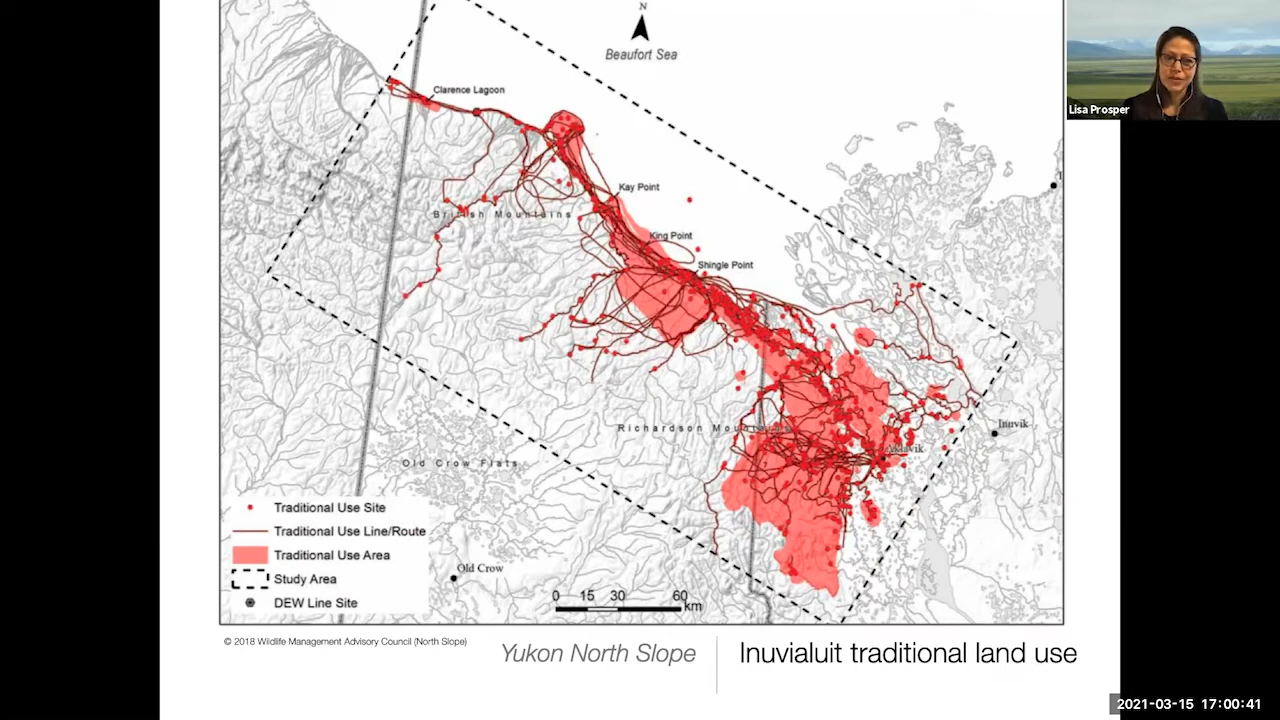 N
Beaufort Sea
Lisa Prosper
Clarence Lagoon
Kay Point
British Mountains
King Point
Shingle Point
Richardson Mountains
Inuvik
Aklavik
Old Crow Flats
Traditional Use Site
Traditional Use Line/Route
Traditional Use Area
Study Area
DEW Line Site
Old Crow
0 15 30 60
km
© 2018 Wildlife Management Advisory Council (North Slope)
Yukon North Slope
Inuvialuit traditional land use
2021-03-15 17:00:41